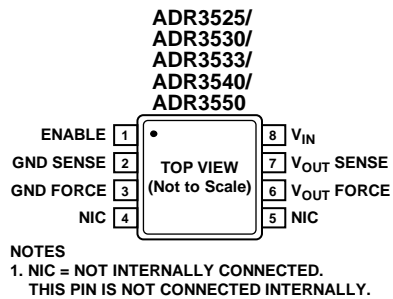 ADR3525/
ADR3530/
ADR3533/
ADR3540/
ADR3550
ENABLE 1
GND SENSE 2
GND FORCE 3
NIC 4
TOP VIEW
(Not to Scale)
8 VIN
7 VOUT SENSE
6 VOUT FORCE
5 NIC
NOTES
1. NIC = NOT INTERNALLY CONNECTED.
THIS PIN IS NOT CONNECTED INTERNALLY.